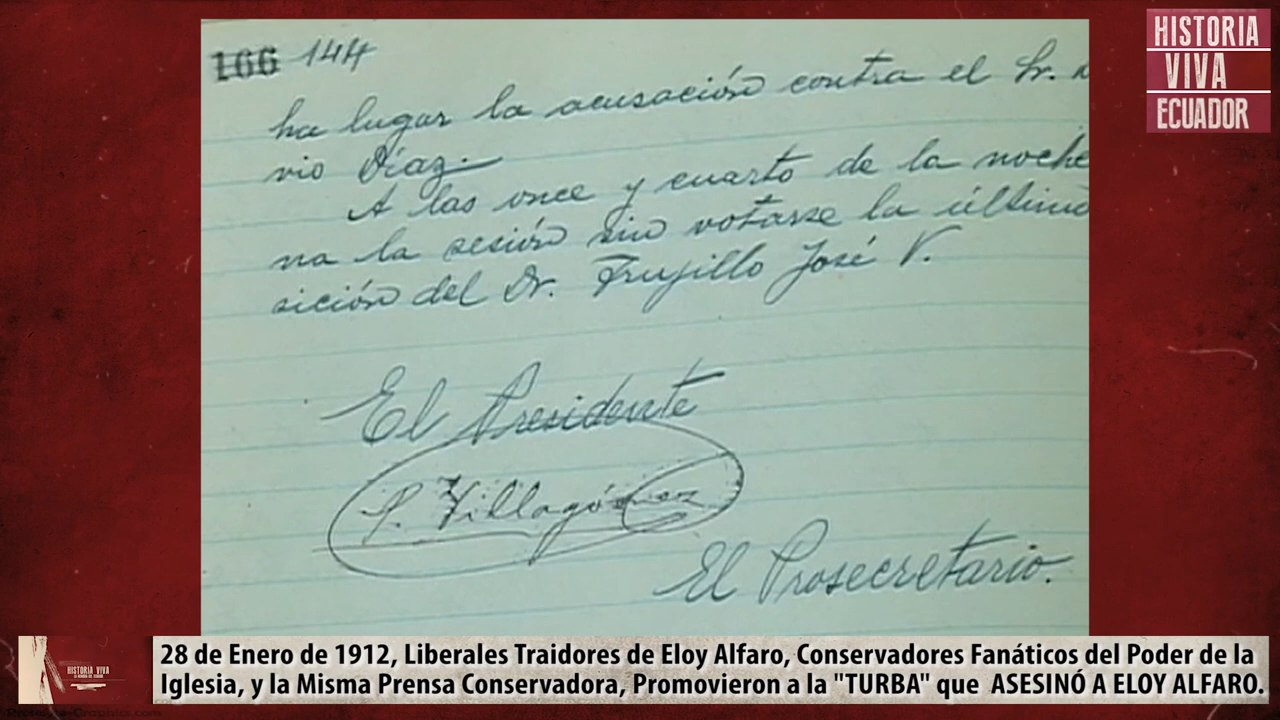 HISTORIA
VIVA
ECUADOR
166 144
ha lugar la acusación contra el Sr.
vio Díaz.
A las once y cuarto de la noche
na la sesión sin votarse la última
sición del Dr. Trujillo José V.
El Presidente
P. Villagómez
El Prosecretario.
HISTORIA VIVA
28 de Enero de 1912, Liberales Traidores de Eloy Alfaro, Conservadores Fanáticos del Poder de la
Iglesia, y la Misma Prensa Conservadora, Promovieron a la "TURBA" que ASESINÓ A ELOY ALFARO.